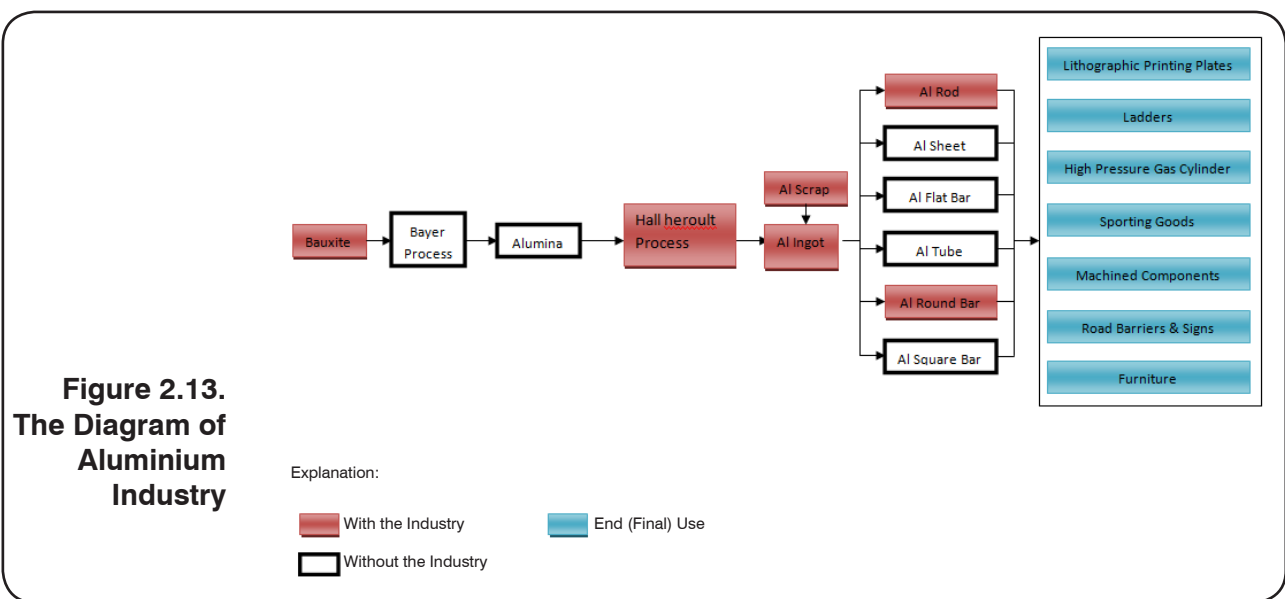 Bauxite
Bayer
Process
Alumina
Hall heroult
Process
Al Scrap
Al Ingot
Al Rod
Al Sheet
Al Flat Bar
Al Tube
Al Round Bar
Al Square Bar
Lithographic Printing Plates
Ladders
High Pressure Gas Cylinder
Sporting Goods
Machined Components
Road Barriers & Signs
Furniture
Figure 2.13.
The Diagram of
Aluminium
Industry
Explanation:
With the Industry
End (Final) Use
Without the Industry